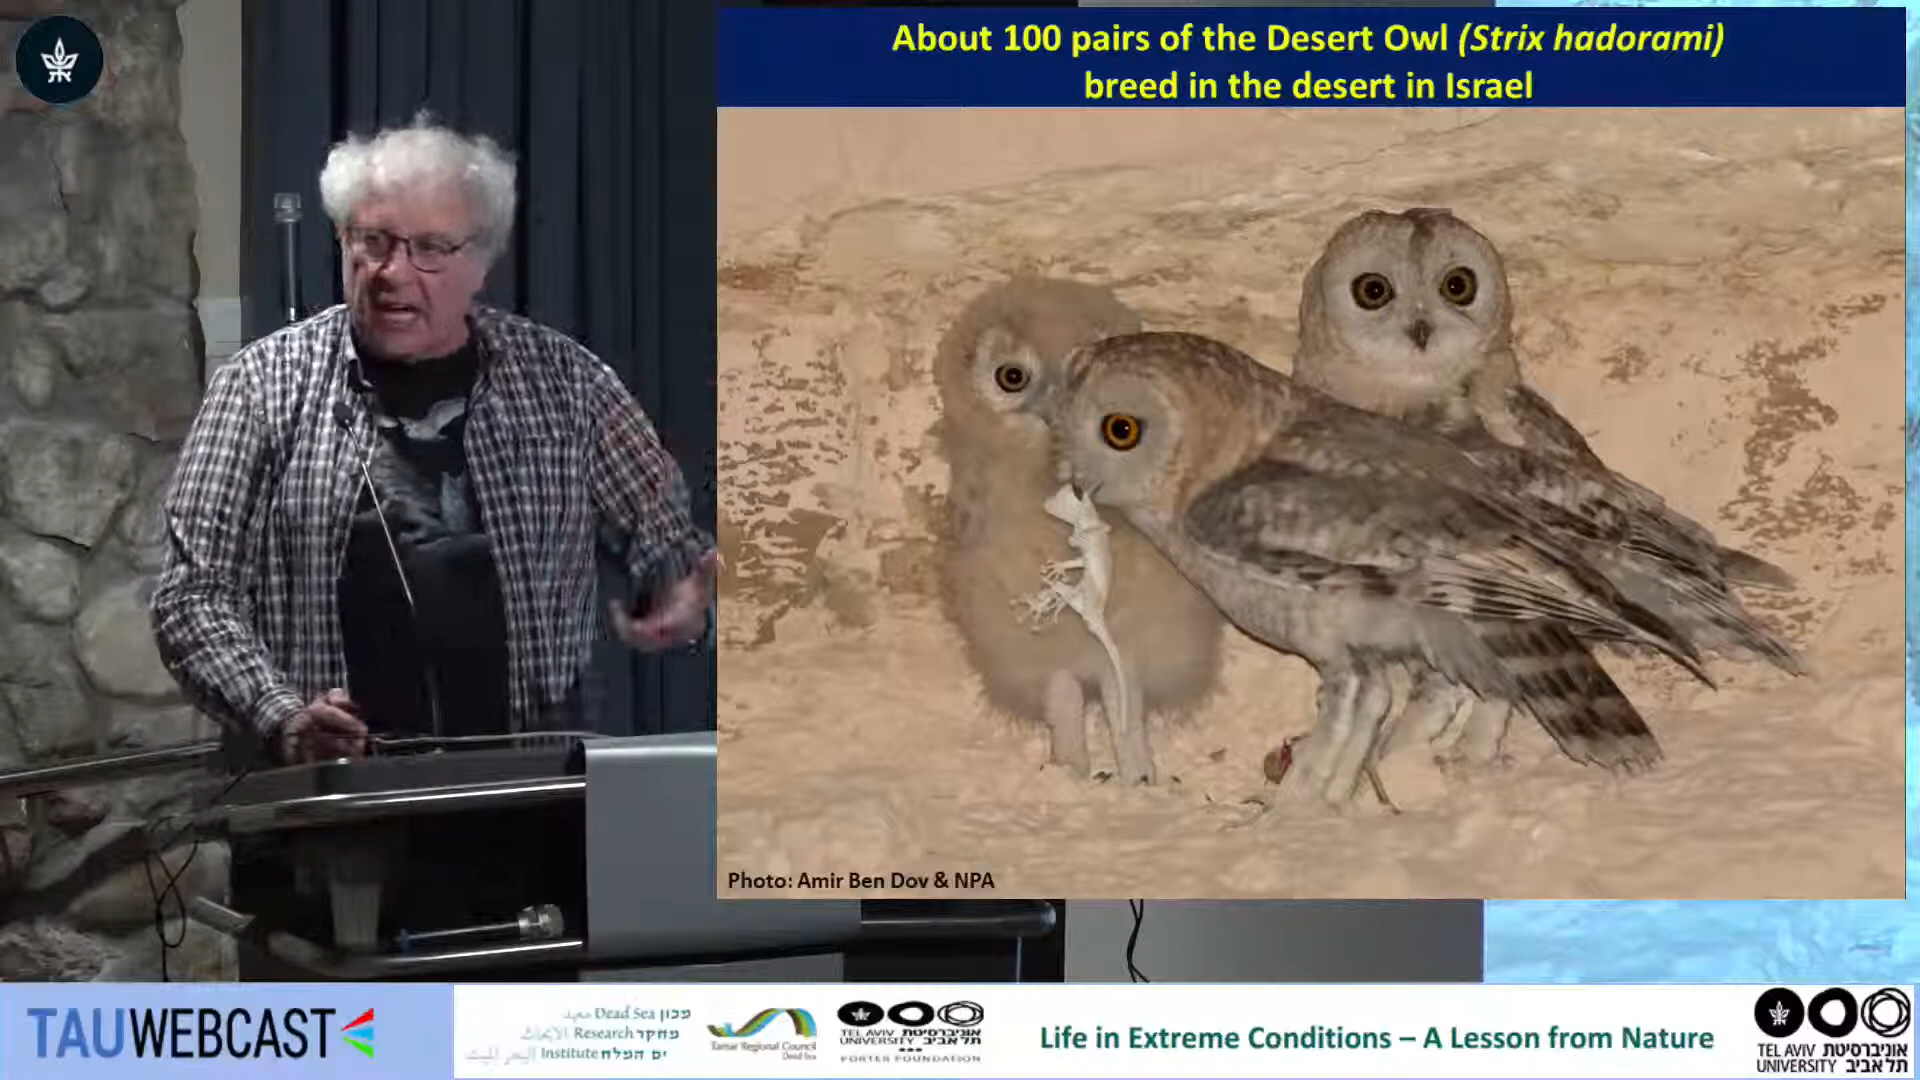 About 100 pairs of the Desert Owl (Strix hadorami)
breed in the desert in Israel
Photo: Amir Ben Dov & NPA
TAUWEBCAST
Dead Sea מכון
Research מחקר
Institute ים המלח
Tamar Regional Council
Dead Sea
TEL AVIV אוניברסיטת
UNIVERSITY תל אביב
PORTER FOUNDATION
Life in Extreme Conditions – A Lesson from Nature
TEL AVIV אוניברסיטת
UNIVERSITY תל אביב